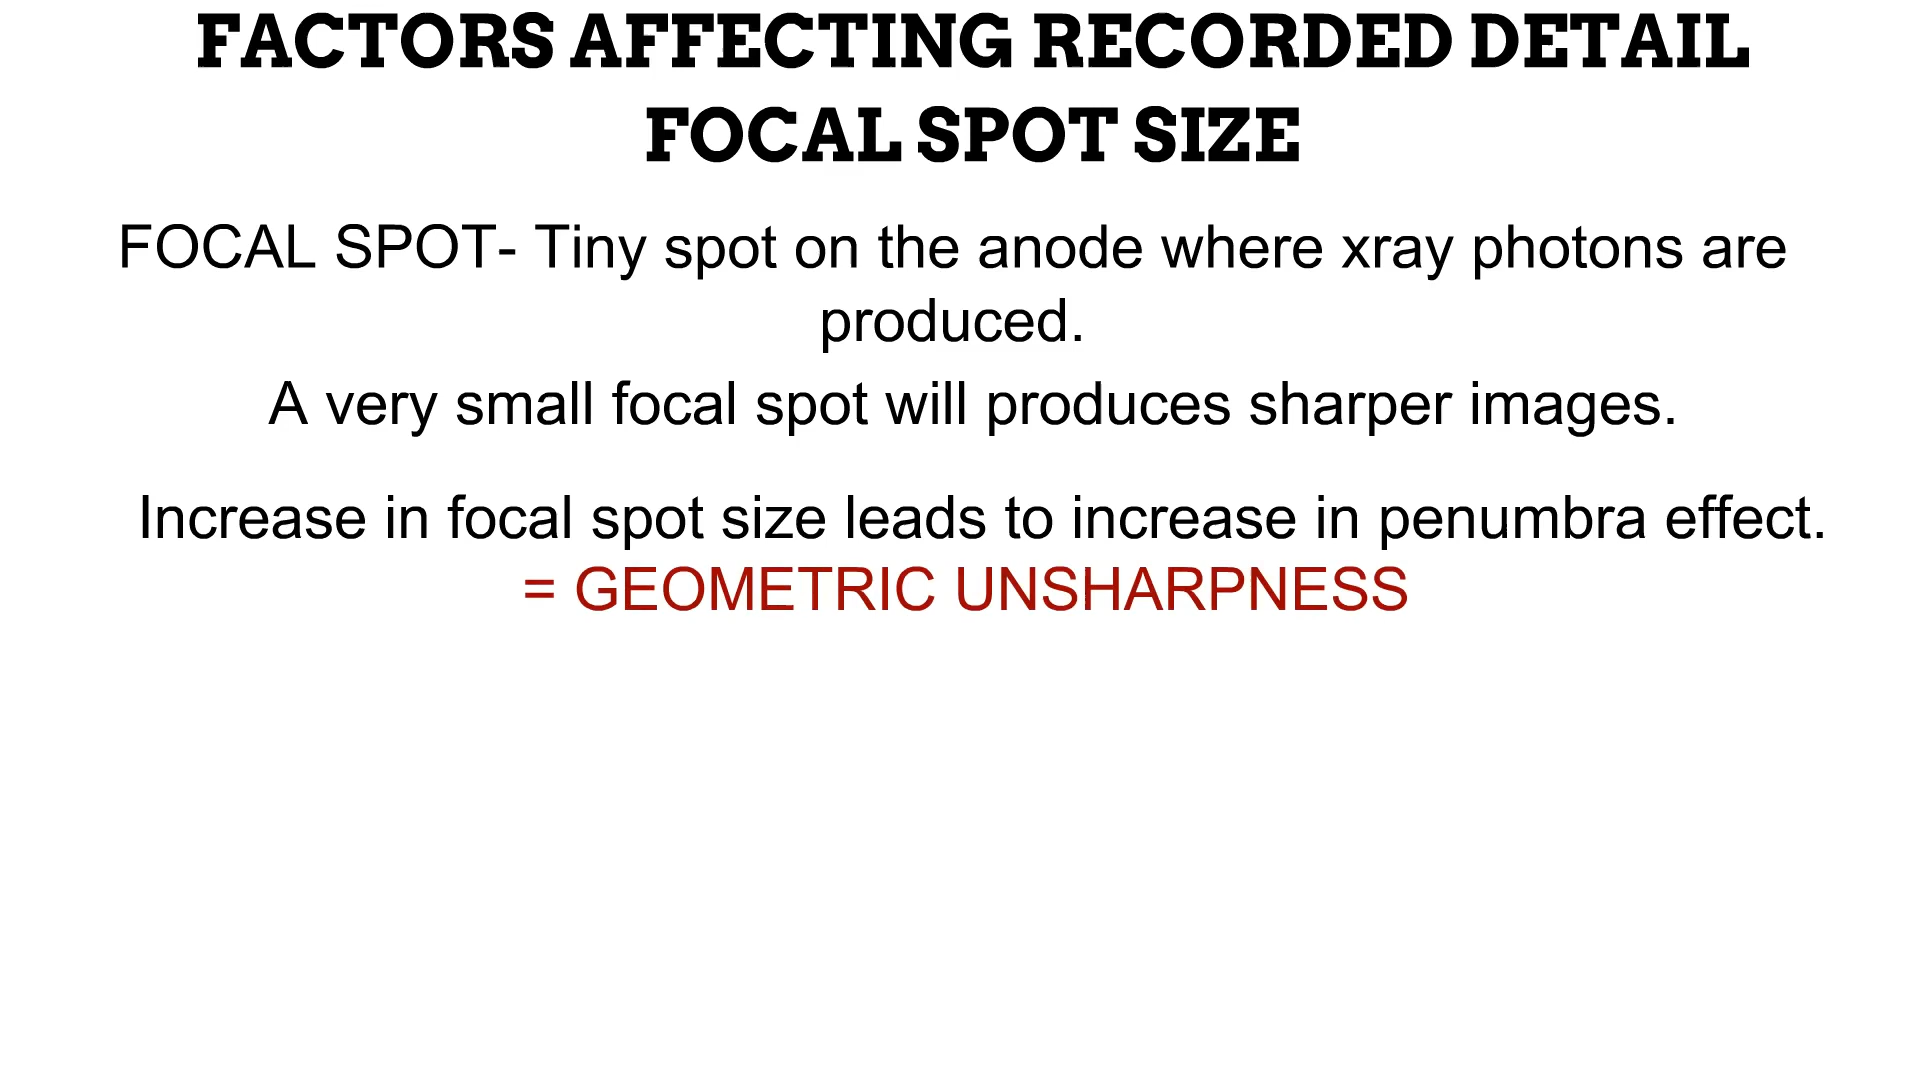 FACTORS AFFECTING RECORDED DETAIL
FOCAL SPOT SIZE
FOCAL SPOT- Tiny spot on the anode where xray photons are
produced.
A very small focal spot will produces sharper images.
Increase in focal spot size leads to increase in penumbra effect.
= GEOMETRIC UNSHARPNESS